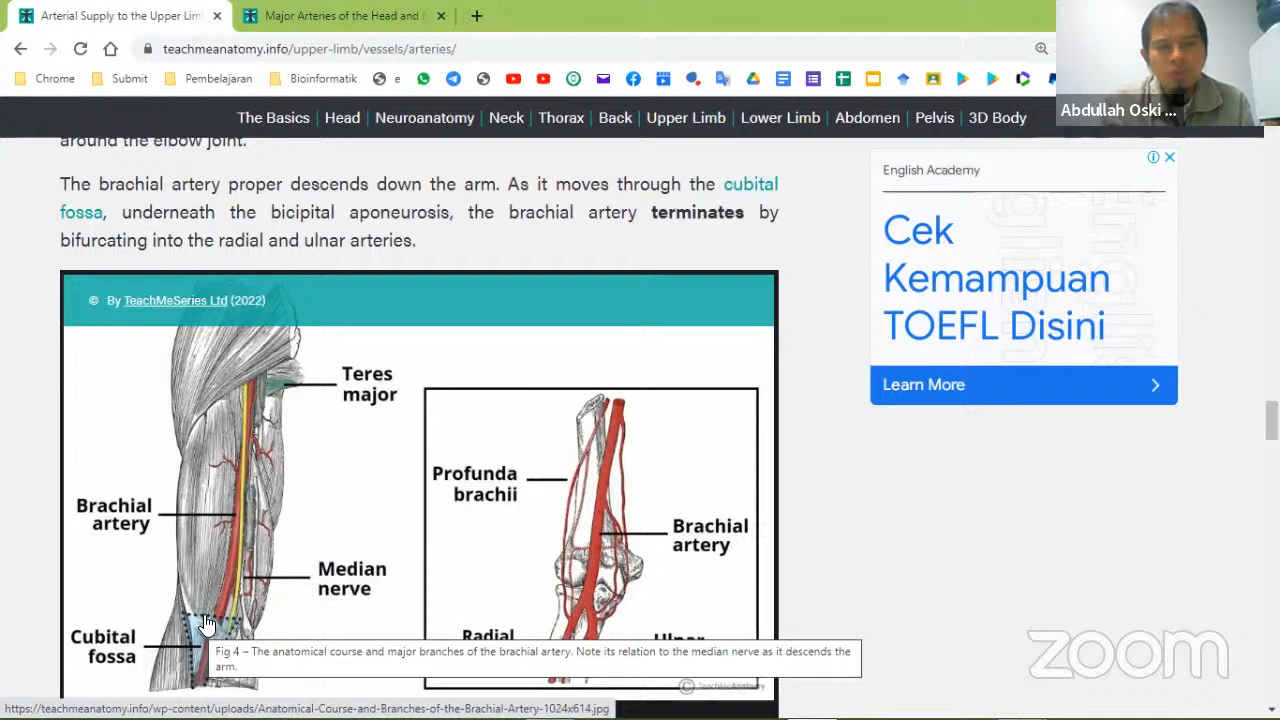 Arterial Supply to the Upper Lim
Major Arteries of the Head and N
teachmeanatomy.info/upper-limb/vessels/arteries/
Chrome
Submit
Pembelajaran
Bioinformatik
e
Abdullah Oski ...
The Basics | Head | Neuroanatomy | Neck | Thorax | Back | Upper Limb | Lower Limb | Abdomen | Pelvis | 3D Body
around the elbow joint.
The brachial artery proper descends down the arm. As it moves through the cubital
fossa, underneath the bicipital aponeurosis, the brachial artery terminates by
bifurcating into the radial and ulnar arteries.
© By TeachMeSeries Ltd (2022)
Teres
major
Brachial
artery
Median
nerve
Cubital
fossa
Profunda
brachii
Brachial
artery
Radial
Ulnar
Fig 4 – The anatomical course and major branches of the brachial artery. Note its relation to the median nerve as it descends the
arm.
© TeachMeAnatomy
English Academy
Cek
Kemampuan
TOEFL Disini
Learn More
zoom
https://teachmeanatomy.info/wp-content/uploads/Anatomical-Course-and-Branches-of-the-Brachial-Artery-1024x614.jpg